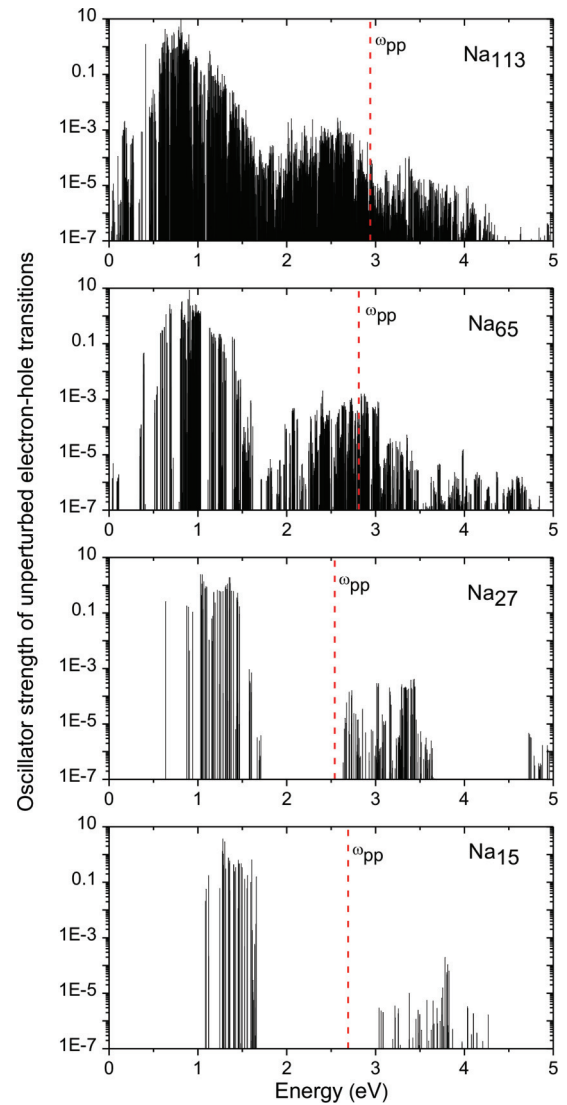 Oscillator strength of unperturbed electron-hole transitions
10
0.1
1E-3
1E-5
1E-7
ωpp
Na113
0 1 2 3 4 5
10
0.1
1E-3
1E-5
1E-7
ωpp
Na65
0 1 2 3 4 5
10
0.1
1E-3
1E-5
1E-7
ωpp
Na27
0 1 2 3 4 5
10
0.1
1E-3
1E-5
1E-7
ωpp
Na15
0 1 2 3 4 5
Energy (eV)